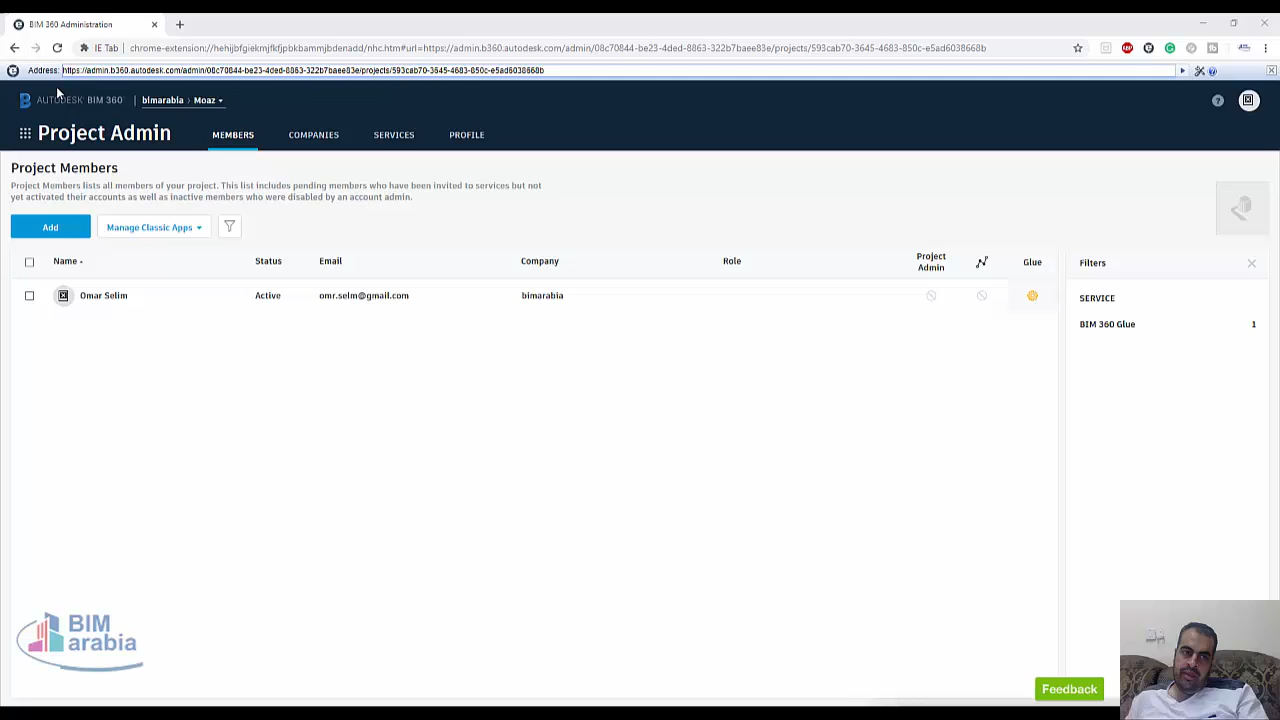 BIM 360 Administration
IE Tab chrome-extension://hehijbfgiekmjfkfjpbkbammjbdenadd/nhc.htm#url=https://admin.b360.autodesk.com/admin/08c70844-be23-4ded-8863-322b7baee83e/projects/593cab70-3645-4683-850c-e5ad6038668b
Address: https://admin.b360.autodesk.com/admin/08c70844-be23-4ded-8863-322b7baee83e/projects/593cab70-3645-4683-850c-e5ad6038668b
AUTODESK BIM 360 bimarabia Moaz
Project Admin MEMBERS COMPANIES SERVICES PROFILE
Project Members
Project Members lists all members of your project. This list includes pending members who have been invited to services but not
yet activated their accounts as well as inactive members who were disabled by an account admin.
Add Manage Classic Apps
Name Status Email Company Role Project Admin Glue Filters
Omar Selim Active omr.selm@gmail.com bimarabia
SERVICE
BIM 360 Glue 1
BIM
arabia
Feedback